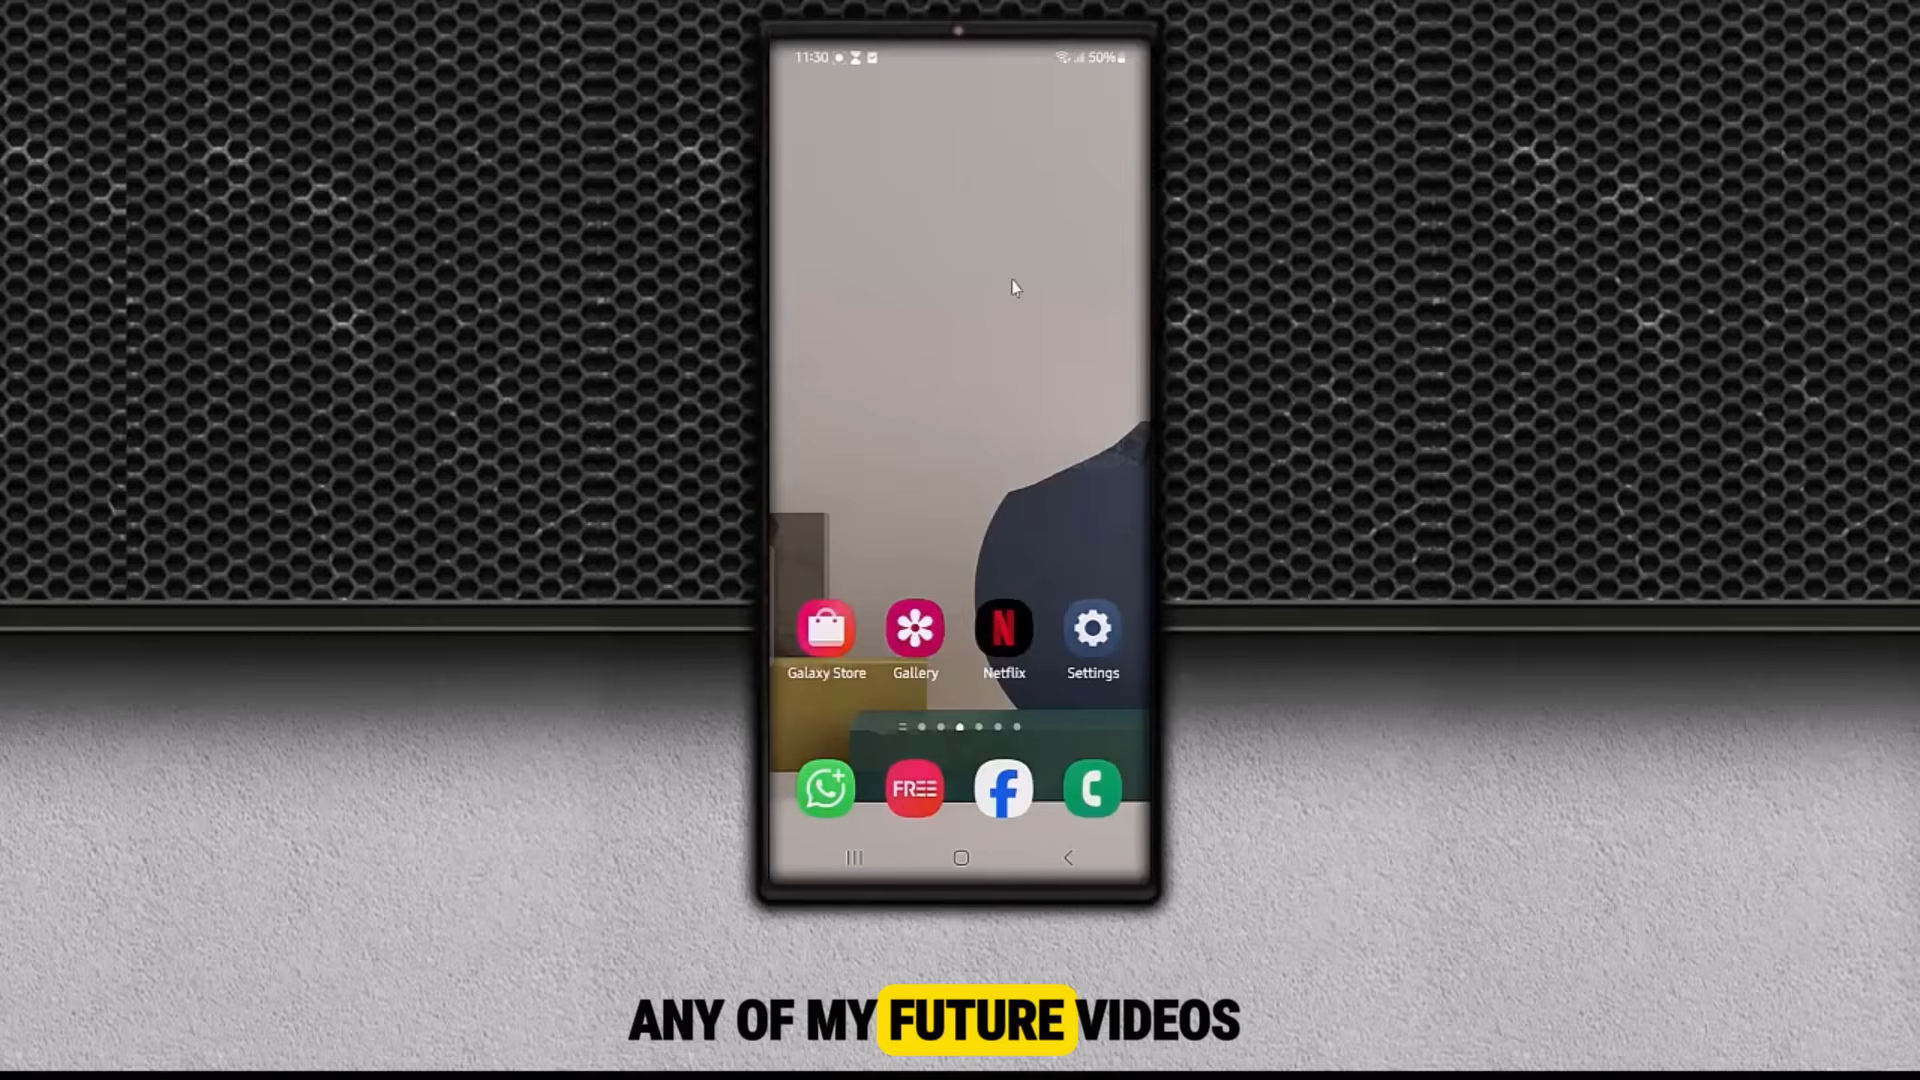 11:30 50%
Galaxy Store Gallery Netflix Settings
FREE
ANY OF MY FUTURE VIDEOS